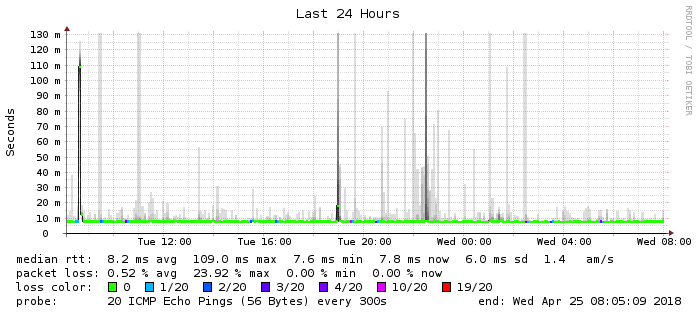 Last 24 Hours
RRDTOOL / TOBI OETIKER
Seconds
130 m
120 m
110 m
100 m
90 m
80 m
70 m
60 m
50 m
40 m
30 m
20 m
10 m
0
Tue 12:00 Tue 16:00 Tue 20:00 Wed 00:00 Wed 04:00 Wed 08:00
median rtt: 8.2 ms avg 109.0 ms max 7.6 ms min 7.8 ms now 6.0 ms sd 1.4 am/s
packet loss: 0.52 % avg 23.92 % max 0.00 % min 0.00 % now
loss color: 0 1/20 2/20 3/20 4/20 10/20 19/20
probe: 20 ICMP Echo Pings (56 Bytes) every 300s end: Wed Apr 25 08:05:09 2018